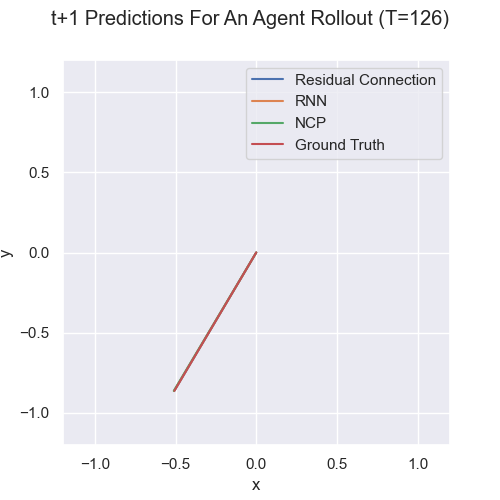 t+1 Predictions For An Agent Rollout (T=126)
Residual Connection
RNN
NCP
Ground Truth
1.0
0.5
0.0
−0.5
−1.0
y
−1.0 −0.5 0.0 0.5 1.0
x